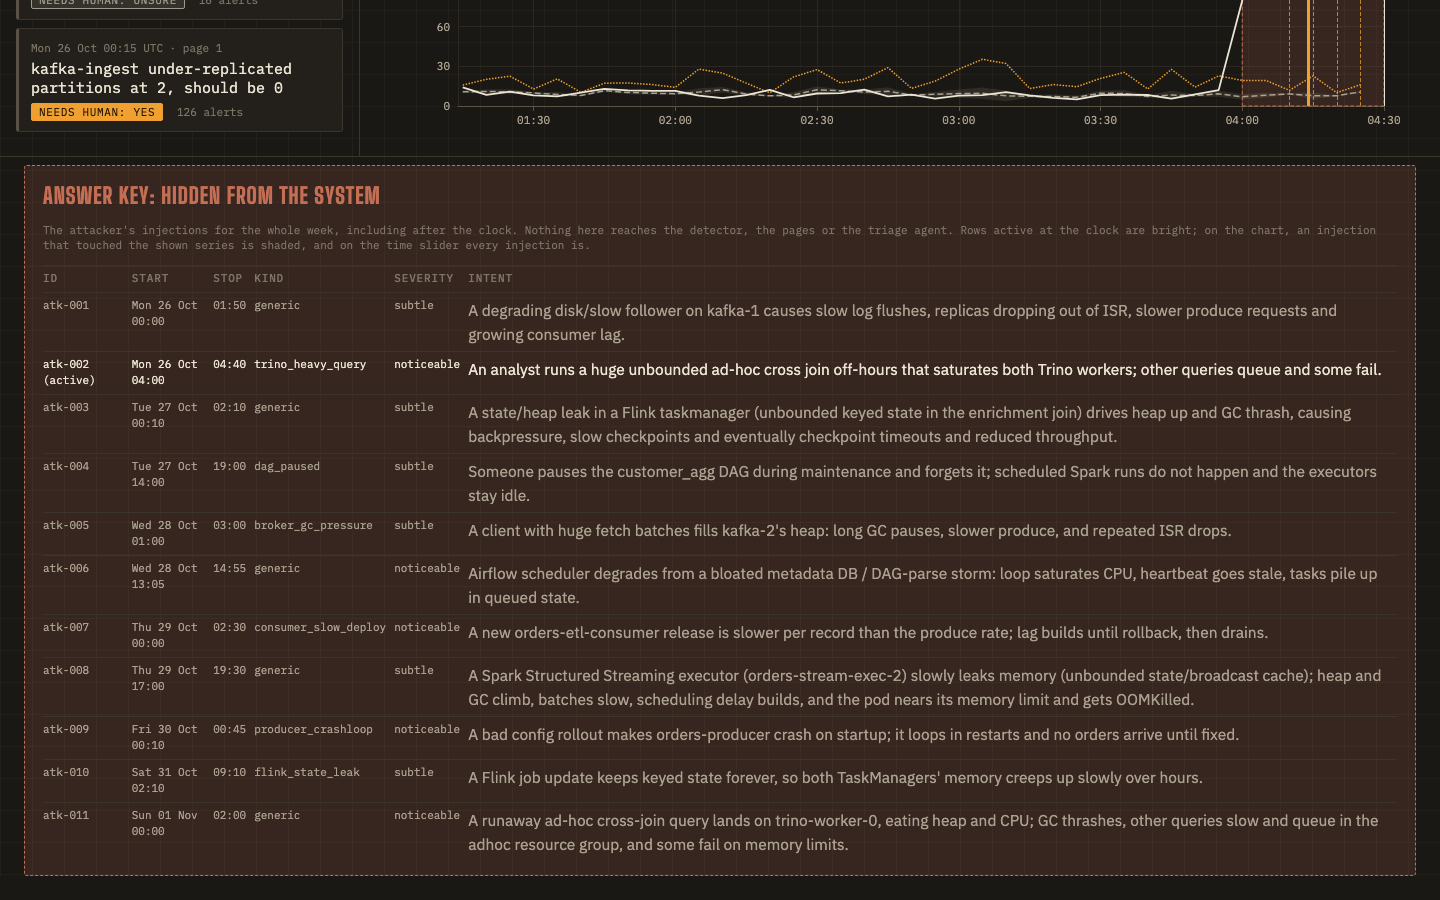 NEEDS HUMAN: UNSURE 16 alerts
Mon 26 Oct 00:15 UTC · page 1
kafka-ingest under-replicated
partitions at 2, should be 0
NEEDS HUMAN: YES 126 alerts
60
30
0
01:30 02:00 02:30 03:00 03:30 04:00 04:30
ANSWER KEY: HIDDEN FROM THE SYSTEM
The attacker's injections for the whole week, including after the clock. Nothing here reaches the detector, the pages or the triage agent. Rows active at the clock are bright; on the chart, an injection
that touched the shown series is shaded, and on the time slider every injection is.
ID START STOP KIND SEVERITY INTENT
atk-001 Mon 26 Oct 01:50 generic subtle A degrading disk/slow follower on kafka-1 causes slow log flushes, replicas dropping out of ISR, slower produce requests and
00:00 growing consumer lag.
atk-002 Mon 26 Oct 04:40 trino_heavy_query noticeable An analyst runs a huge unbounded ad-hoc cross join off-hours that saturates both Trino workers; other queries queue and some fail.
(active) 04:00
atk-003 Tue 27 Oct 02:10 generic subtle A state/heap leak in a Flink taskmanager (unbounded keyed state in the enrichment join) drives heap up and GC thrash, causing
00:10 backpressure, slow checkpoints and eventually checkpoint timeouts and reduced throughput.
atk-004 Tue 27 Oct 19:00 dag_paused subtle Someone pauses the customer_agg DAG during maintenance and forgets it; scheduled Spark runs do not happen and the executors
14:00 stay idle.
atk-005 Wed 28 Oct 03:00 broker_gc_pressure subtle A client with huge fetch batches fills kafka-2's heap: long GC pauses, slower produce, and repeated ISR drops.
01:00
atk-006 Wed 28 Oct 14:55 generic noticeable Airflow scheduler degrades from a bloated metadata DB / DAG-parse storm: loop saturates CPU, heartbeat goes stale, tasks pile up
13:05 in queued state.
atk-007 Thu 29 Oct 02:30 consumer_slow_deploy noticeable A new orders-etl-consumer release is slower per record than the produce rate; lag builds until rollback, then drains.
00:00
atk-008 Thu 29 Oct 19:30 generic subtle A Spark Structured Streaming executor (orders-stream-exec-2) slowly leaks memory (unbounded state/broadcast cache); heap and
17:00 GC climb, batches slow, scheduling delay builds, and the pod nears its memory limit and gets OOMKilled.
atk-009 Fri 30 Oct 00:45 producer_crashloop noticeable A bad config rollout makes orders-producer crash on startup; it loops in restarts and no orders arrive until fixed.
00:10
atk-010 Sat 31 Oct 09:10 flink_state_leak subtle A Flink job update keeps keyed state forever, so both TaskManagers' memory creeps up slowly over hours.
02:10
atk-011 Sun 01 Nov 02:00 generic noticeable A runaway ad-hoc cross-join query lands on trino-worker-0, eating heap and CPU; GC thrashes, other queries slow and queue in the
00:00 adhoc resource group, and some fail on memory limits.